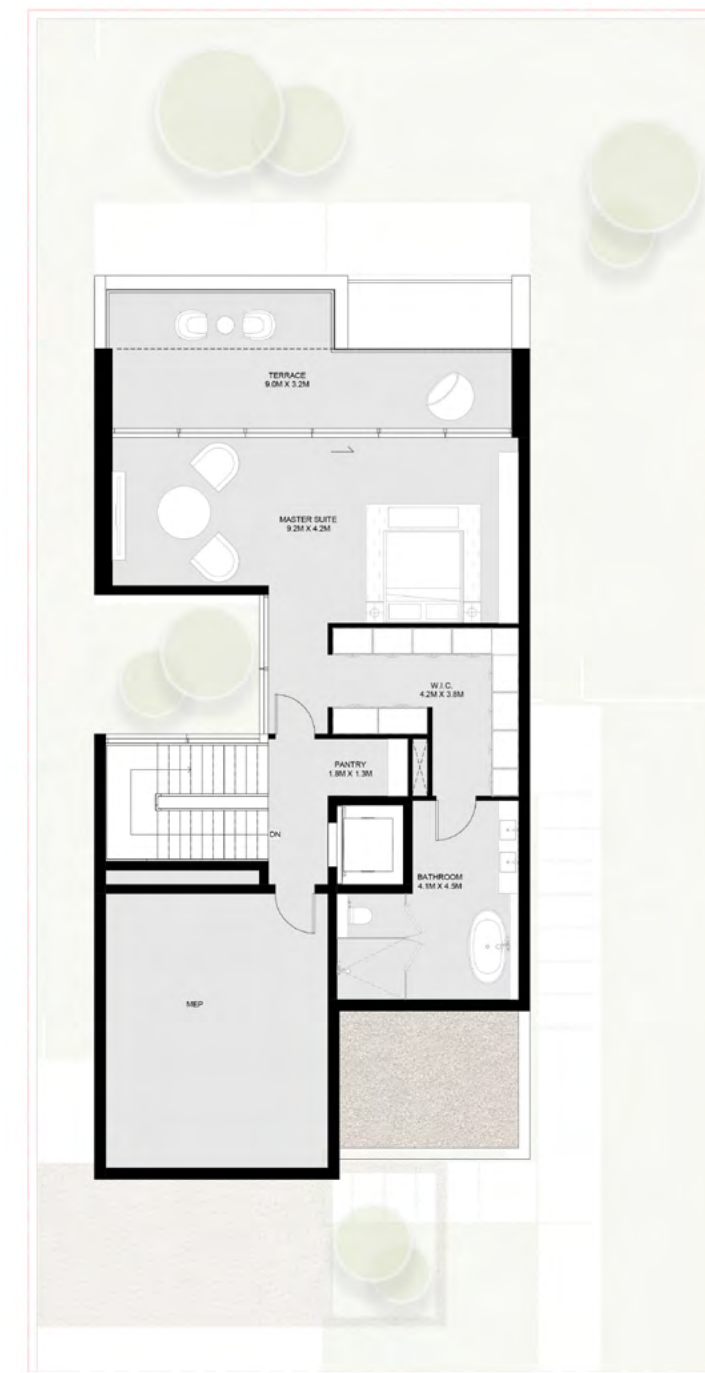 TERRACE
9.0M X 3.2M
MASTER SUITE
9.2M X 4.2M
W.I.C.
4.2M X 3.8M
PANTRY
1.8M X 1.3M
DN
BATHROOM
4.1M X 4.5M
MEP